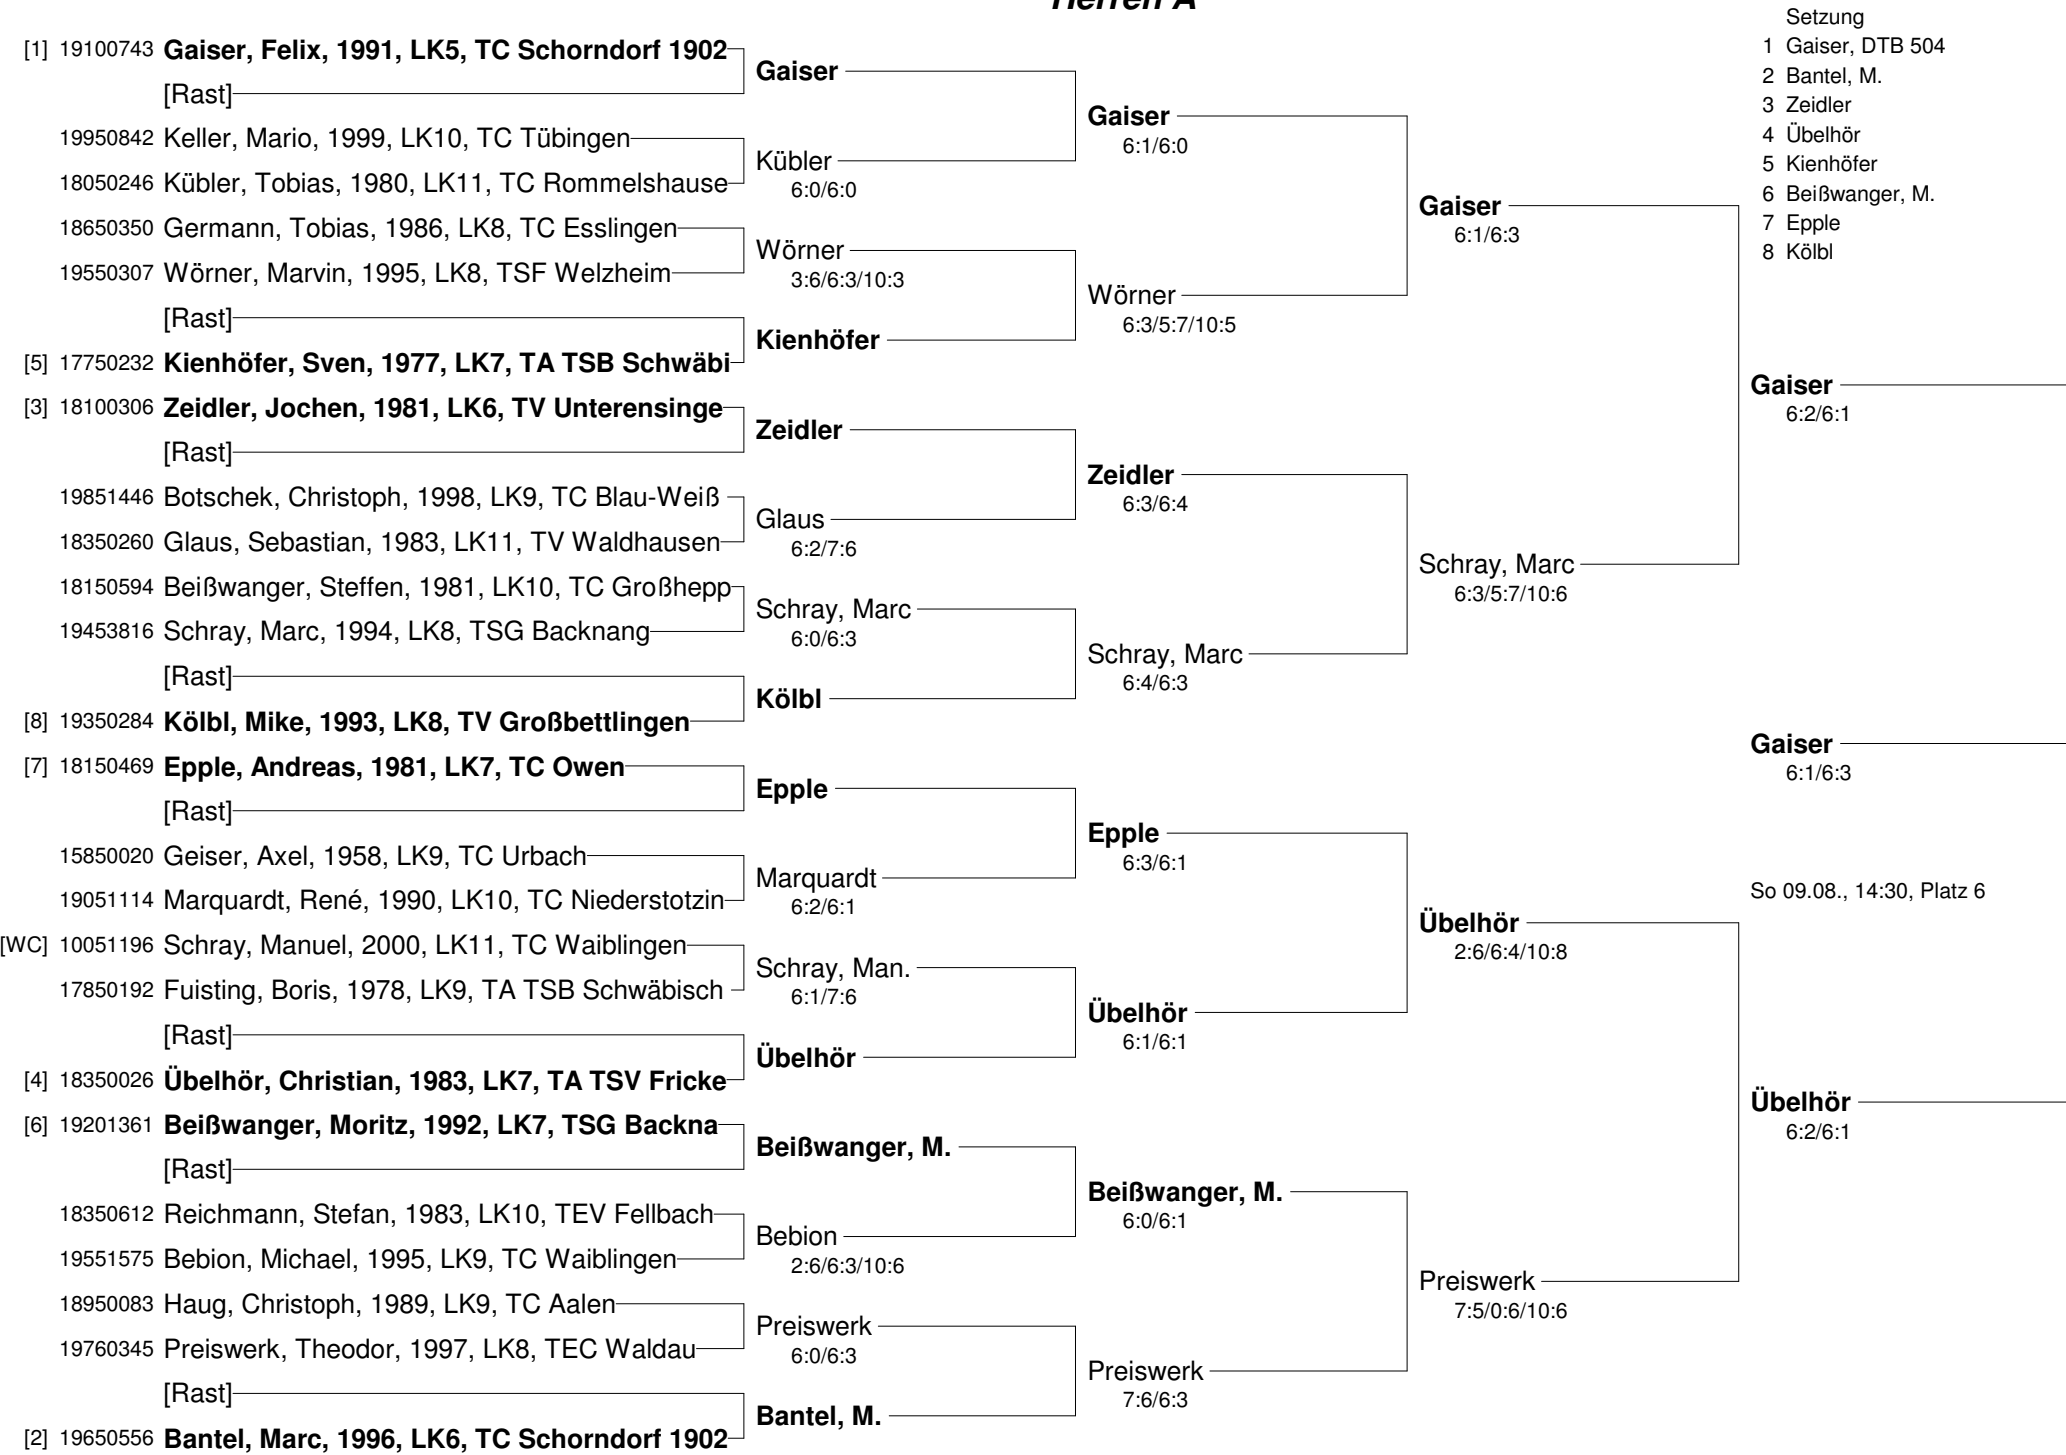 Herren A
Setzung
1 Gaiser, DTB 504
2 Bantel, M.
3 Zeidler
4 Übelhör
5 Kienhöfer
6 Beißwanger, M.
7 Epple
8 Kölbl
[1] 19100743 Gaiser, Felix, 1991, LK5, TC Schorndorf 1902
[Rast]
19950842 Keller, Mario, 1999, LK10, TC Tübingen
18050246 Kübler, Tobias, 1980, LK11, TC Rommelshause
18650350 Germann, Tobias, 1986, LK8, TC Esslingen
19550307 Wörner, Marvin, 1995, LK8, TSF Welzheim
[Rast]
[5] 17750232 Kienhöfer, Sven, 1977, LK7, TA TSB Schwäbi
[3] 18100306 Zeidler, Jochen, 1981, LK6, TV Unterensinge
[Rast]
19851446 Botschek, Christoph, 1998, LK9, TC Blau-Weiß
18350260 Glaus, Sebastian, 1983, LK11, TV Waldhausen
18150594 Beißwanger, Steffen, 1981, LK10, TC Großhepp
19453816 Schray, Marc, 1994, LK8, TSG Backnang
[Rast]
[8] 19350284 Kölbl, Mike, 1993, LK8, TV Großbettlingen
[7] 18150469 Epple, Andreas, 1981, LK7, TC Owen
[Rast]
15850020 Geiser, Axel, 1958, LK9, TC Urbach
19051114 Marquardt, René, 1990, LK10, TC Niederstotzin
[WC] 10051196 Schray, Manuel, 2000, LK11, TC Waiblingen
17850192 Fuisting, Boris, 1978, LK9, TA TSB Schwäbisch
[Rast]
[4] 18350026 Übelhör, Christian, 1983, LK7, TA TSV Fricke
[6] 19201361 Beißwanger, Moritz, 1992, LK7, TSG Backna
[Rast]
18350612 Reichmann, Stefan, 1983, LK10, TEV Fellbach
19551575 Bebion, Michael, 1995, LK9, TC Waiblingen
18950083 Haug, Christoph, 1989, LK9, TC Aalen
19760345 Preiswerk, Theodor, 1997, LK8, TEC Waldau
[Rast]
[2] 19650556 Bantel, Marc, 1996, LK6, TC Schorndorf 1902
Gaiser
Kübler
6:0/6:0
Wörner
3:6/6:3/10:3
Kienhöfer
Zeidler
Glaus
6:2/7:6
Schray, Marc
6:0/6:3
Kölbl
Epple
Marquardt
6:2/6:1
Schray, Man.
6:1/7:6
Übelhör
Beißwanger, M.
Bebion
2:6/6:3/10:6
Preiswerk
6:0/6:3
Bantel, M.
Gaiser
6:1/6:0
Wörner
6:3/5:7/10:5
Zeidler
6:3/6:4
Schray, Marc
6:4/6:3
Epple
6:3/6:1
Übelhör
6:1/6:1
Beißwanger, M.
6:0/6:1
Preiswerk
7:6/6:3
Gaiser
6:1/6:3
Schray, Marc
6:3/5:7/10:6
Übelhör
2:6/6:4/10:8
Preiswerk
7:5/0:6/10:6
Gaiser
6:2/6:1
Gaiser
6:1/6:3
So 09.08., 14:30, Platz 6
Übelhör
6:2/6:1